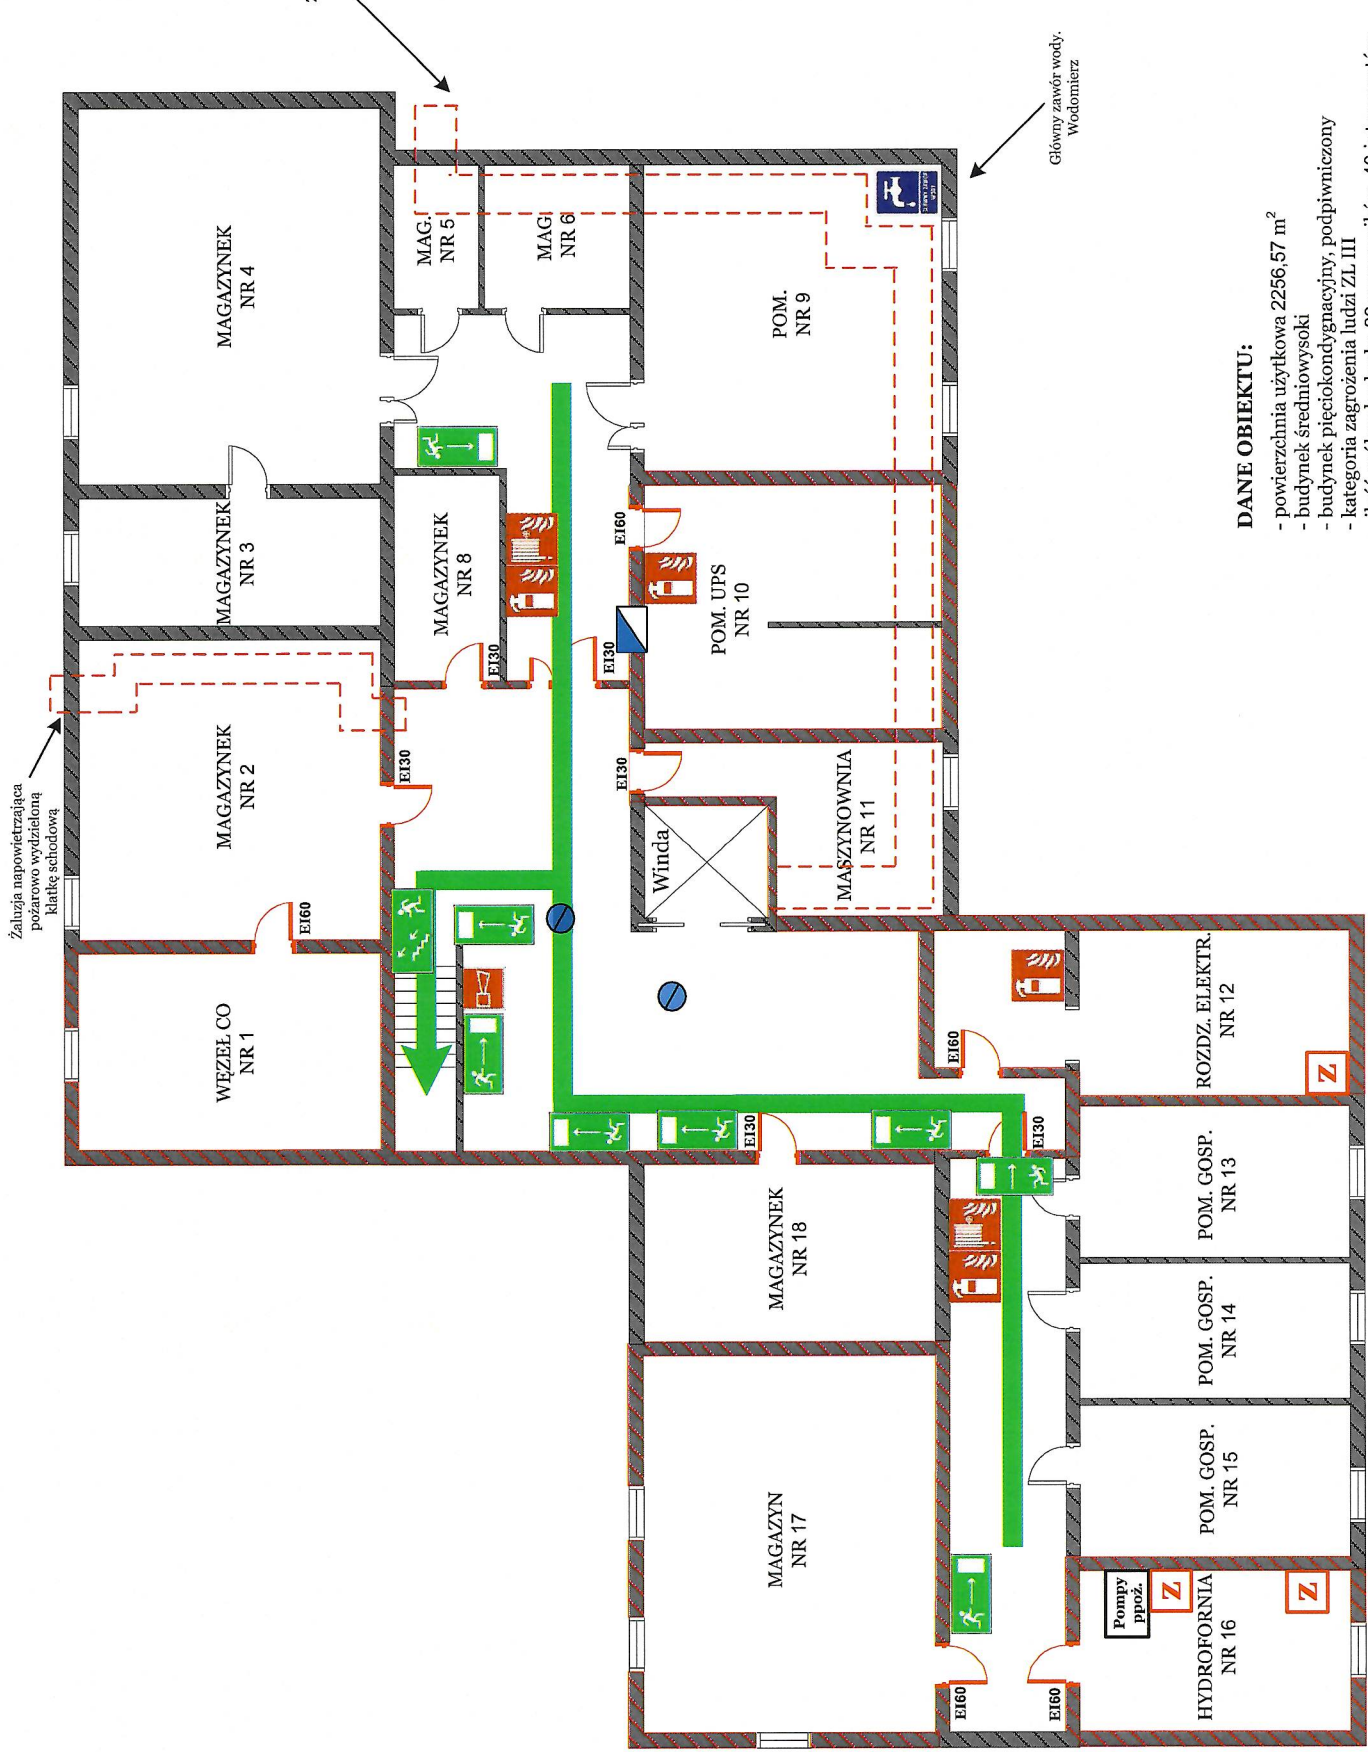 Żaluzja napowietrzająca
pożarowo wydzieloną
klatkę schodową
MAGAZYNEK
NR 4
MAGAZYNEK
NR 3
MAGAZYNEK
NR 2
WĘZEŁ CO
NR 1
EI60
EI30
MAG.
NR 5
MAG.
NR 6
MAGAZYNEK
NR 8
EI30
EI30
EI60
EI30
POM.
NR 9
POM. UPS
NR 10
MASZYNOWNIA
NR 11
Winda
Główny zawór wody.
Wodomierz
EI60
EI30
EI30
ROZDZ. ELEKTR.
NR 12
Z
POM. GOSP.
NR 13
POM. GOSP.
NR 14
POM. GOSP.
NR 15
HYDROFORNIA
NR 16
Pompy
ppoż.
Z
Z
EI60
EI60
MAGAZYN
NR 17
MAGAZYNEK
NR 18
DANE OBIEKTU:
- powierzchnia użytkowa 2256,57 m²
- budynek średniowysoki
- budynek pięciokondygnacyjny, podpiwniczony
- kategoria zagrożenia ludzi ZL III